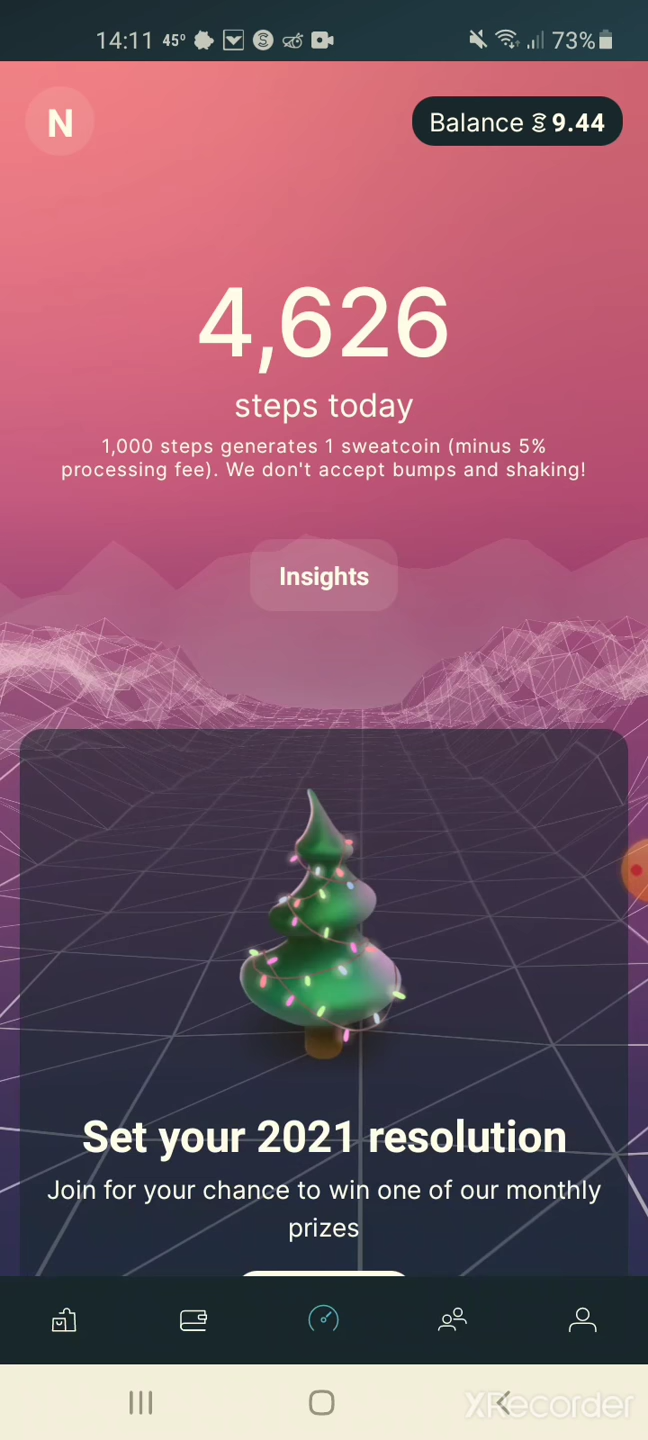 14:11 45° 73%
N
Balance 9.44
4,626
steps today
1,000 steps generates 1 sweatcoin (minus 5%
processing fee). We don't accept bumps and shaking!
Insights
Set your 2021 resolution
Join for your chance to win one of our monthly
prizes
XRecorder